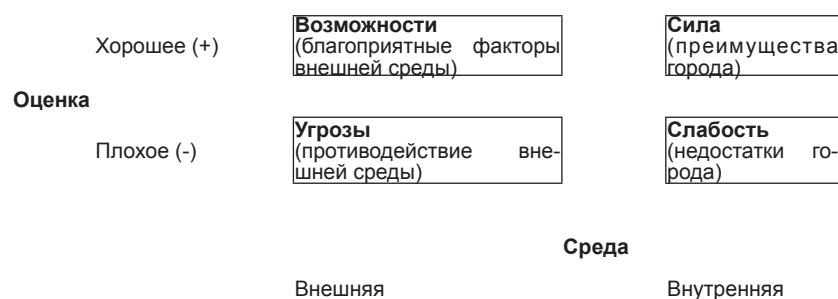 Хорошее (+)
Возможности
(благоприятные факторы
внешней среды)
Сила
(преимущества
города)
Оценка
Плохое (-)
Угрозы
(противодействие вне-
шней среды)
Слабость
(недостатки го-
рода)
Среда
Внешняя
Внутренняя